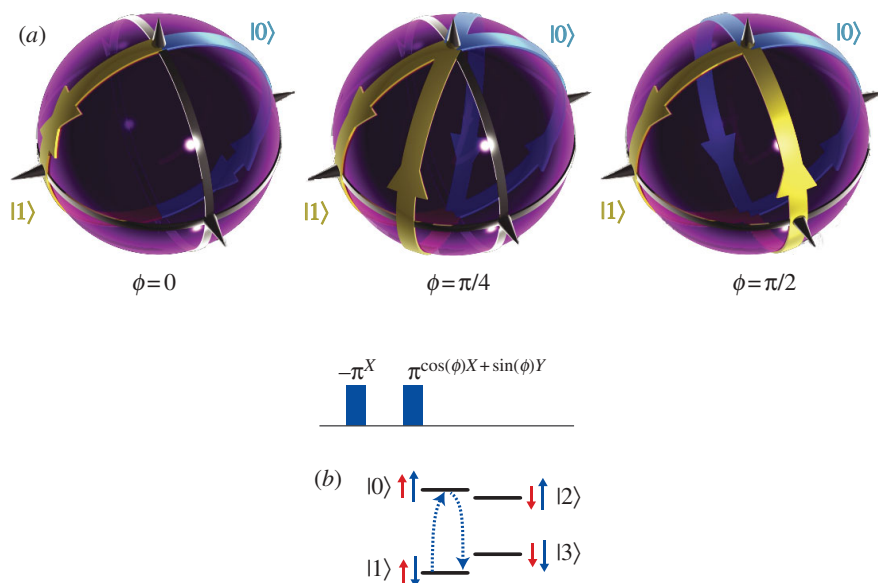 (a)
|0⟩ |0⟩ |0⟩
|1⟩ |1⟩ |1⟩
ϕ=0 ϕ=π/4 ϕ=π/2
−π^X π^cos(ϕ)X+sin(ϕ)Y
(b)
|0⟩ |2⟩
|1⟩ |3⟩